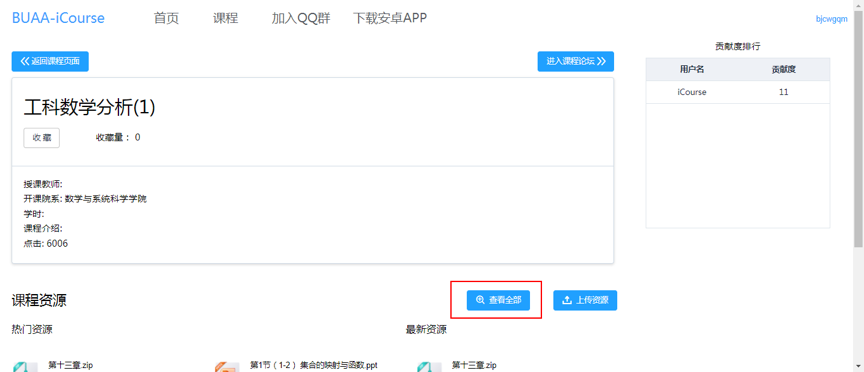 BUAA-iCourse 首页 课程 加入QQ群 下载安卓APP bjcwgqm
返回课程页面 进入课程论坛
贡献度排行
用户名 贡献度
iCourse 11
工科数学分析(1)
收藏 收藏量： 0
授课教师:
开课院系: 数学与系统科学学院
学时:
课程介绍:
点击: 6006
课程资源 查看全部 上传资源
热门资源 最新资源
第十三章.zip 第1节（1-2）集合的映射与函数.ppt 第十三章.zip